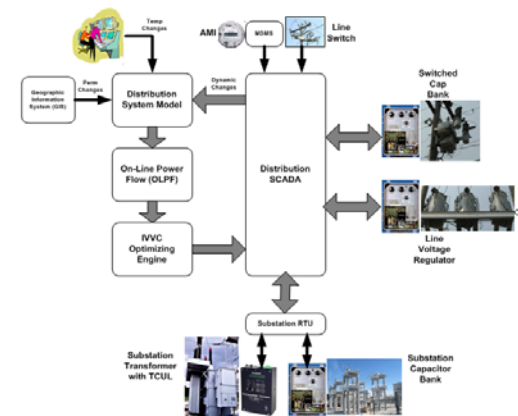 Temp
Changes
AMI
MDMS
Line
Switch
Geographic
Information
System (GIS)
Perm
Changes
Distribution
System Model
Dynamic
Changes
Switched
Cap
Bank
On-Line Power
Flow (OLPF)
Distribution
SCADA
IVVC
Optimizing
Engine
Line
Voltage
Regulator
Substation RTU
Substation
Transformer
with TCUL
Substation
Capacitor
Bank